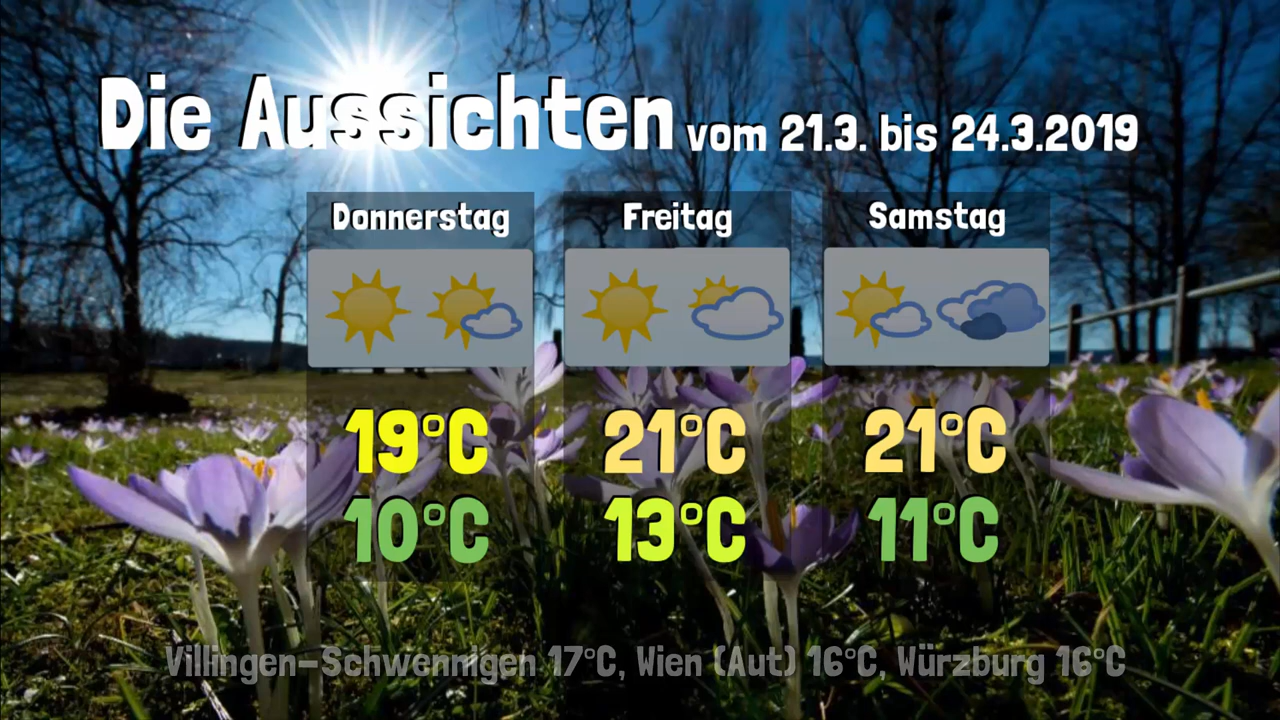 Die Aussichten vom 21.3. bis 24.3.2019
Donnerstag Freitag Samstag
19°C 21°C 21°C
10°C 13°C 11°C
Villingen-Schwennigen 17°C, Wien (Aut) 16°C, Würzburg 16°C